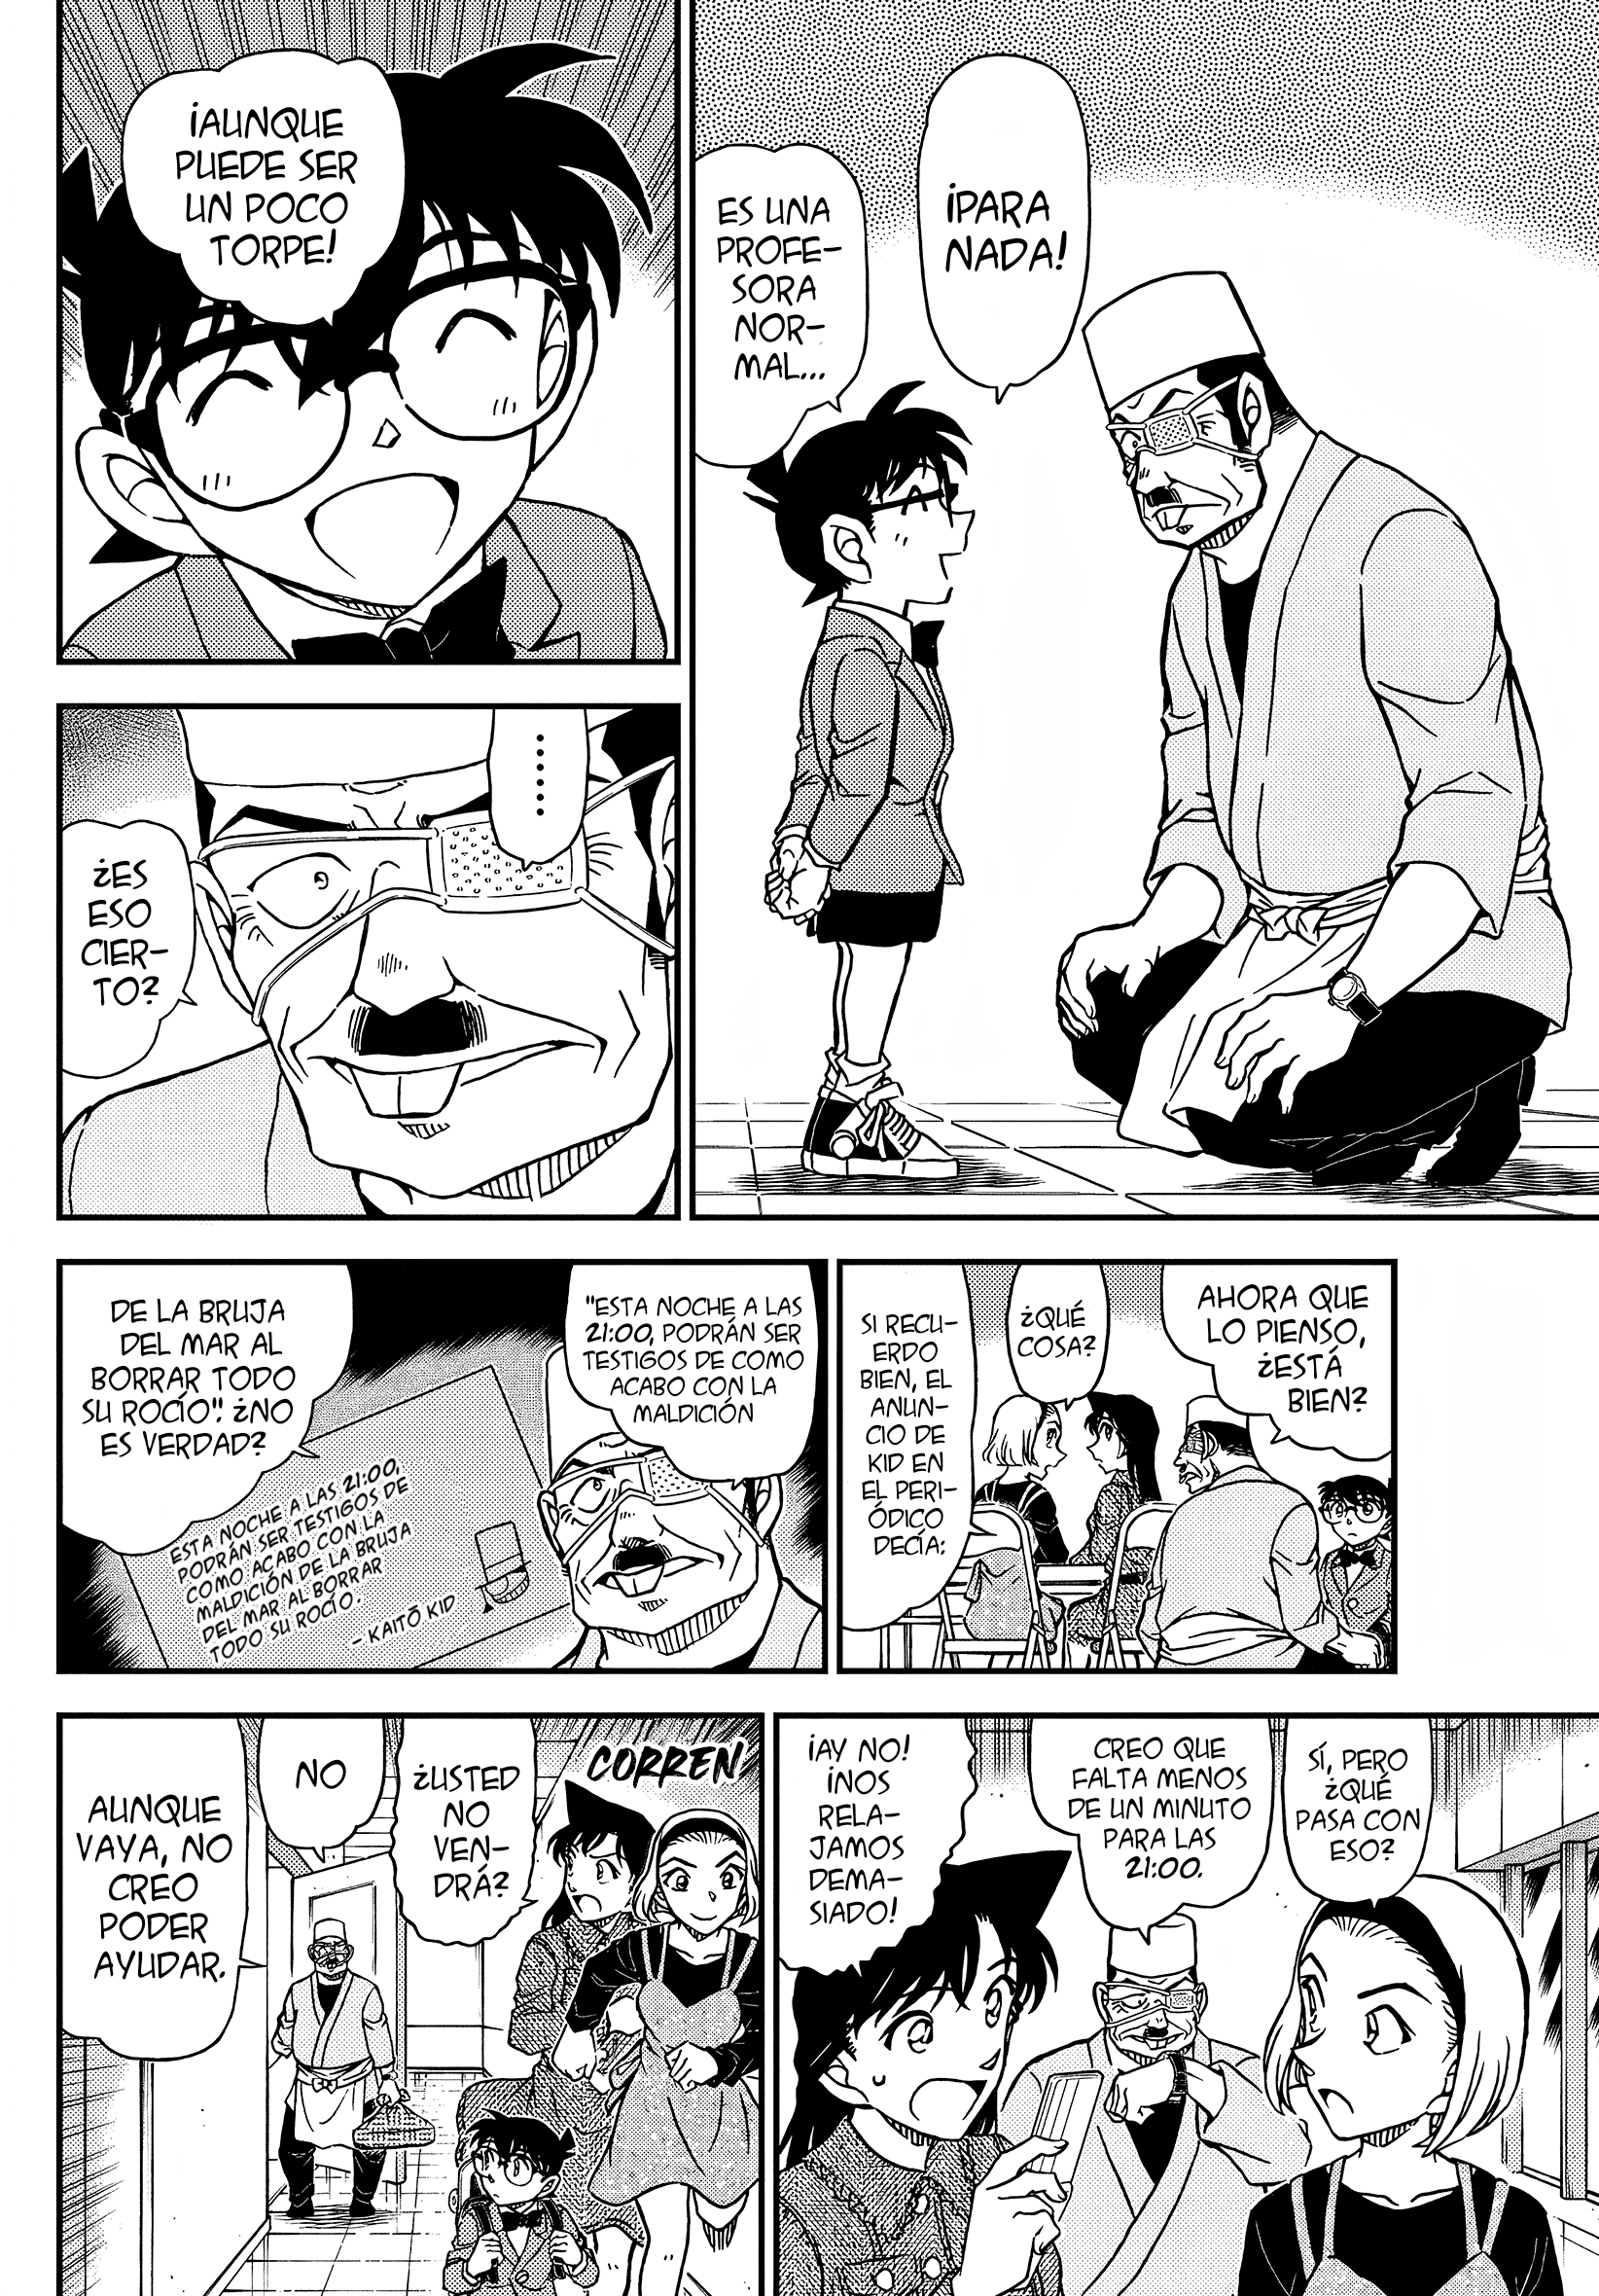 ¡PARA
NADA!
ES UNA
PROFE-
SORA
NOR-
MAL...
¡AUNQUE
PUEDE SER
UN POCO
TORPE!
........
¿ES
ESO
CIER-
TO?
AHORA QUE
LO PIENSO,
¿ESTÁ
BIEN?
¿QUÉ
COSA?
SI RECU-
ERDO
BIEN, EL
ANUN-
CIO DE
KID EN
EL PERI-
ÓDICO
DECÍA:
"ESTA NOCHE A LAS
21:00, PODRÁN SER
TESTIGOS DE COMO
ACABO CON LA
MALDICIÓN
DE LA BRUJA
DEL MAR AL
BORRAR TODO
SU ROCÍO". ¿NO
ES VERDAD?
ESTA NOCHE A LAS 21:00,
PODRÁN SER TESTIGOS DE
COMO ACABO CON LA
MALDICIÓN DE LA BRUJA
DEL MAR AL BORRAR
TODO SU ROCÍO.
- KAITŌ KID
SÍ, PERO
¿QUÉ
PASA CON
ESO?
CREO QUE
FALTA MENOS
DE UN MINUTO
PARA LAS
21:00.
¡AY NO!
¡NOS
RELA-
JAMOS
DEMA-
SIADO!
CORREN
¿USTED
NO
VEN-
DRÁ?
NO
AUNQUE
VAYA, NO
CREO
PODER
AYUDAR.